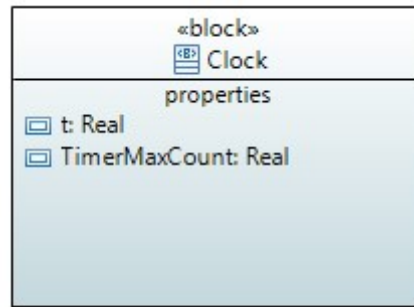 «block»
Clock
properties
t: Real
TimerMaxCount: Real